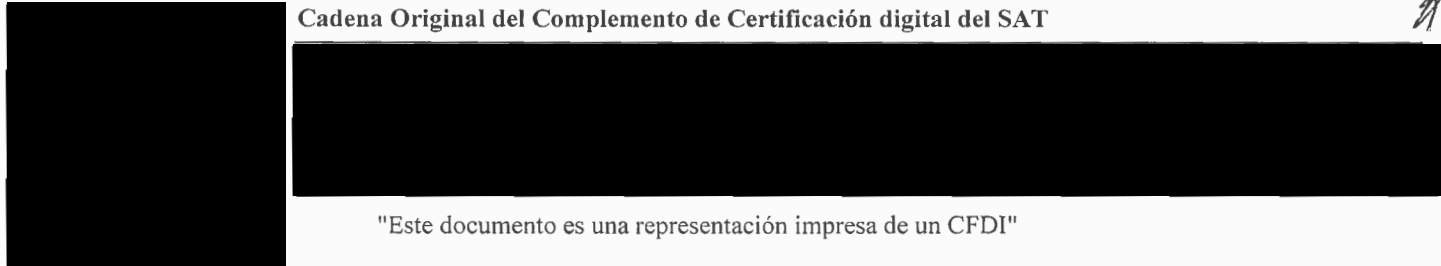 Cadena Original del Complemento de Certificación digital del SAT
"Este documento es una representación impresa de un CFDI"